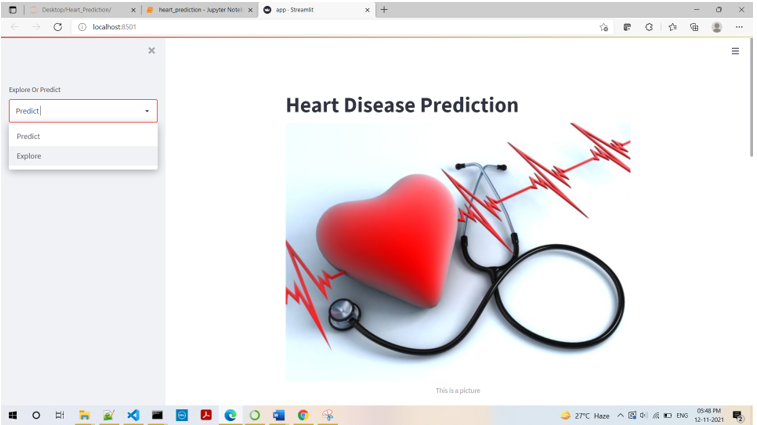 Desktop/Heart_Prediction/
heart_prediction - Jupyter Noteb
app · Streamlit
localhost:8501
Explore Or Predict
Predict
Predict
Explore
Heart Disease Prediction
This is a picture
27°C Haze
ENG
05:48 PM
12-11-2021